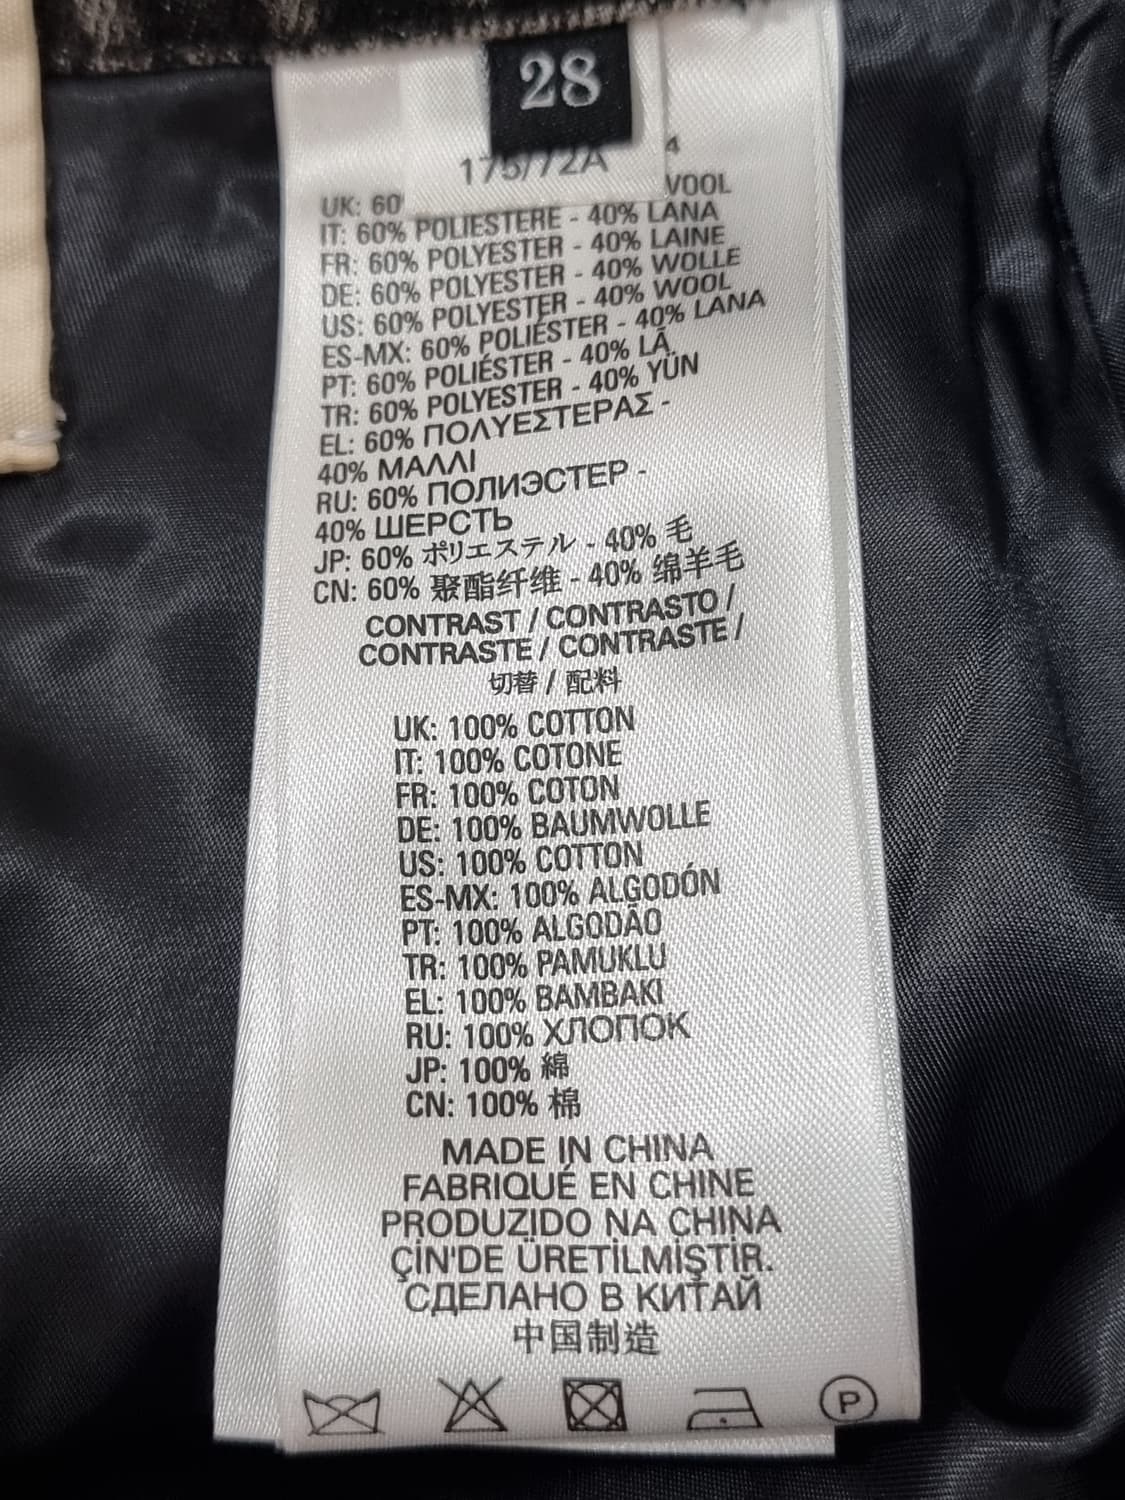 28
175/72A
4
UK: 60 WOOL
IT: 60% POLIESTERE - 40% LANA
FR: 60% POLYESTER - 40% LAINE
DE: 60% POLYESTER - 40% WOLLE
US: 60% POLYESTER - 40% WOOL
ES-MX: 60% POLIÉSTER - 40% LANA
PT: 60% POLIÉSTER - 40% LÃ
TR: 60% POLYESTER - 40% YÜN
EL: 60% ΠΟΛΥΕΣΤΕΡΑΣ -
40% ΜΑΛΛΙ
RU: 60% ПОЛИЭСТЕР -
40% ШЕРСТЬ
JP: 60% ポリエステル - 40% 毛
CN: 60% 聚酯纤维 - 40% 绵羊毛
CONTRAST / CONTRASTO /
CONTRASTE / CONTRASTE /
切替 / 配料
UK: 100% COTTON
IT: 100% COTONE
FR: 100% COTON
DE: 100% BAUMWOLLE
US: 100% COTTON
ES-MX: 100% ALGODÓN
PT: 100% ALGODÃO
TR: 100% PAMUKLU
EL: 100% ΒΑΜΒΑΚΙ
RU: 100% ХЛОПОК
JP: 100% 綿
CN: 100% 棉
MADE IN CHINA
FABRIQUÉ EN CHINE
PRODUZIDO NA CHINA
ÇİN'DE ÜRETİLMİŞTİR.
СДЕЛАНО В КИТАЙ
中国制造
P